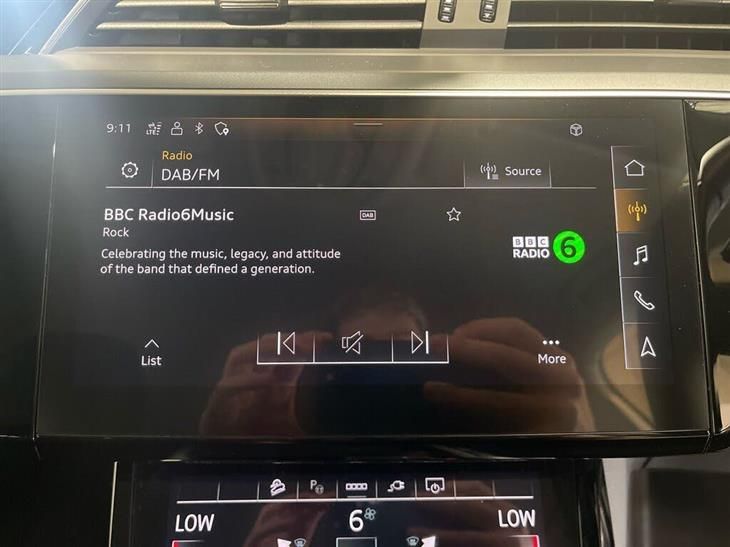 9:11 LTE
Radio
DAB/FM
Source
BBC Radio6Music
DAB
Rock
Celebrating the music, legacy, and attitude
of the band that defined a generation.
BBC
RADIO 6
List
More
LOW 6 LOW